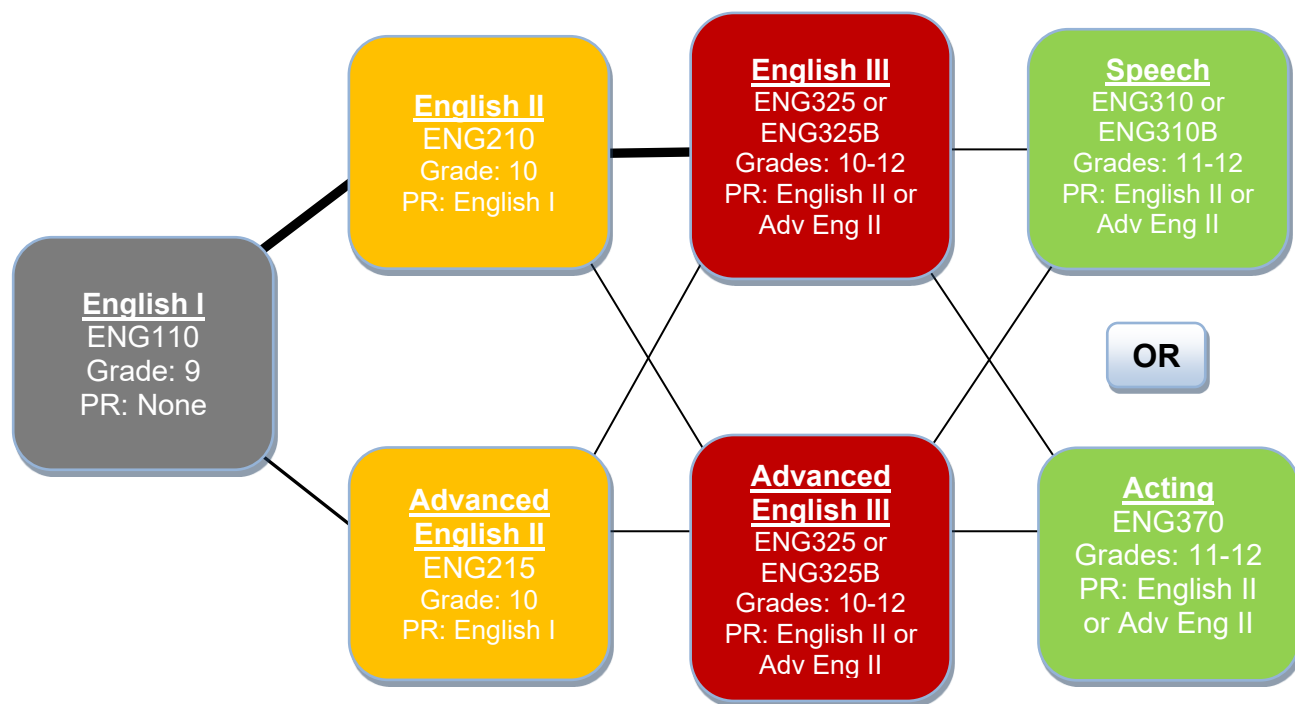 English I
ENG110
Grade: 9
PR: None
English II
ENG210
Grade: 10
PR: English I
Advanced
English II
ENG215
Grade: 10
PR: English I
English III
ENG325 or
ENG325B
Grades: 10-12
PR: English II or
Adv Eng II
Advanced
English III
ENG325 or
ENG325B
Grades: 10-12
PR: English II or
Adv Eng II
Speech
ENG310 or
ENG310B
Grades: 11-12
PR: English II or
Adv Eng II
OR
Acting
ENG370
Grades: 11-12
PR: English II
or Adv Eng II